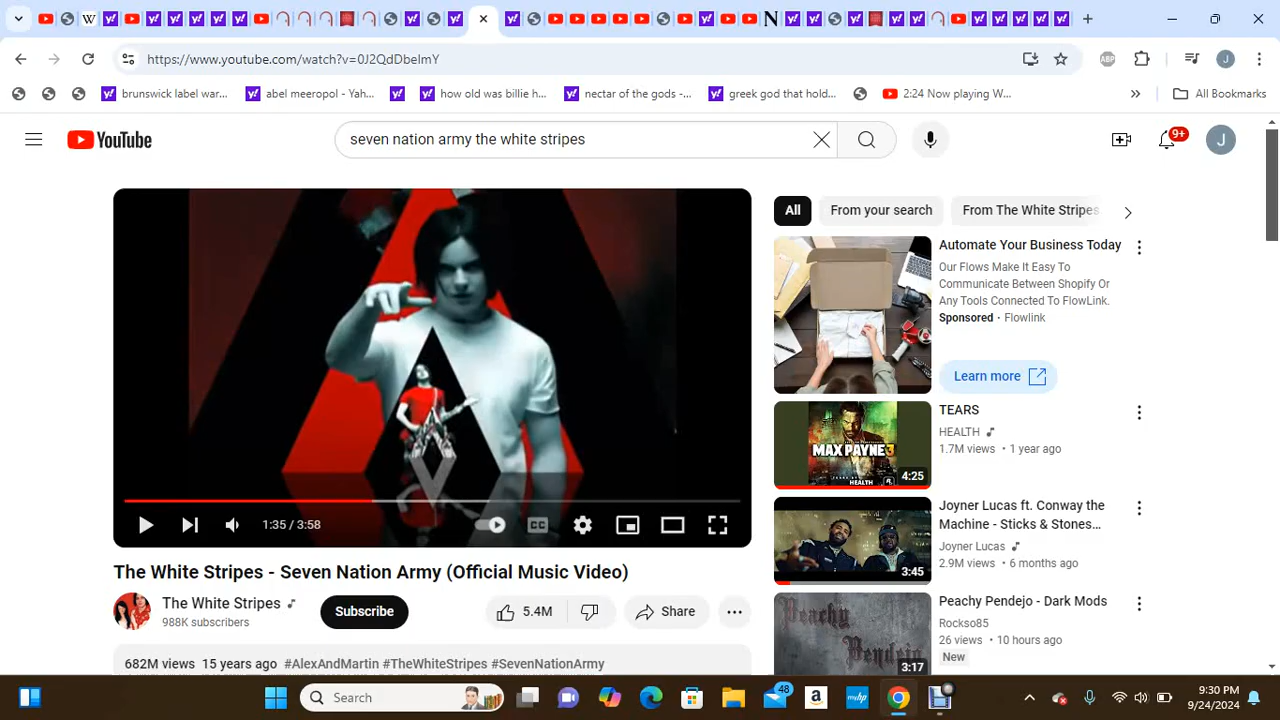 https://www.youtube.com/watch?v=0J2QdDbelmY
ABP
J
brunswick label war...
abel meeropol - Yah...
how old was billie h...
nectar of the gods -...
greek god that hold...
2:24 Now playing W...
All Bookmarks
YouTube
seven nation army the white stripes
9+
J
All
From your search
From The White Stripes
Automate Your Business Today
Our Flows Make It Easy To
Communicate Between Shopify Or
Any Tools Connected To FlowLink.
Sponsored · Flowlink
Learn more
1:35 / 3:58
CC
MAX PAYNE 3
HEALTH
4:25
TEARS
HEALTH
1.7M views · 1 year ago
3:45
Joyner Lucas ft. Conway the
Machine - Sticks & Stones...
Joyner Lucas
2.9M views · 6 months ago
Peachy
Pendejo
3:17
Peachy Pendejo - Dark Mods
Rockso85
26 views · 10 hours ago
New
The White Stripes - Seven Nation Army (Official Music Video)
The White Stripes
988K subscribers
Subscribe
5.4M
Share
682M views 15 years ago #AlexAndMartin #TheWhiteStripes #SevenNationArmy
Search
48
a
hp
9:30 PM
9/24/2024